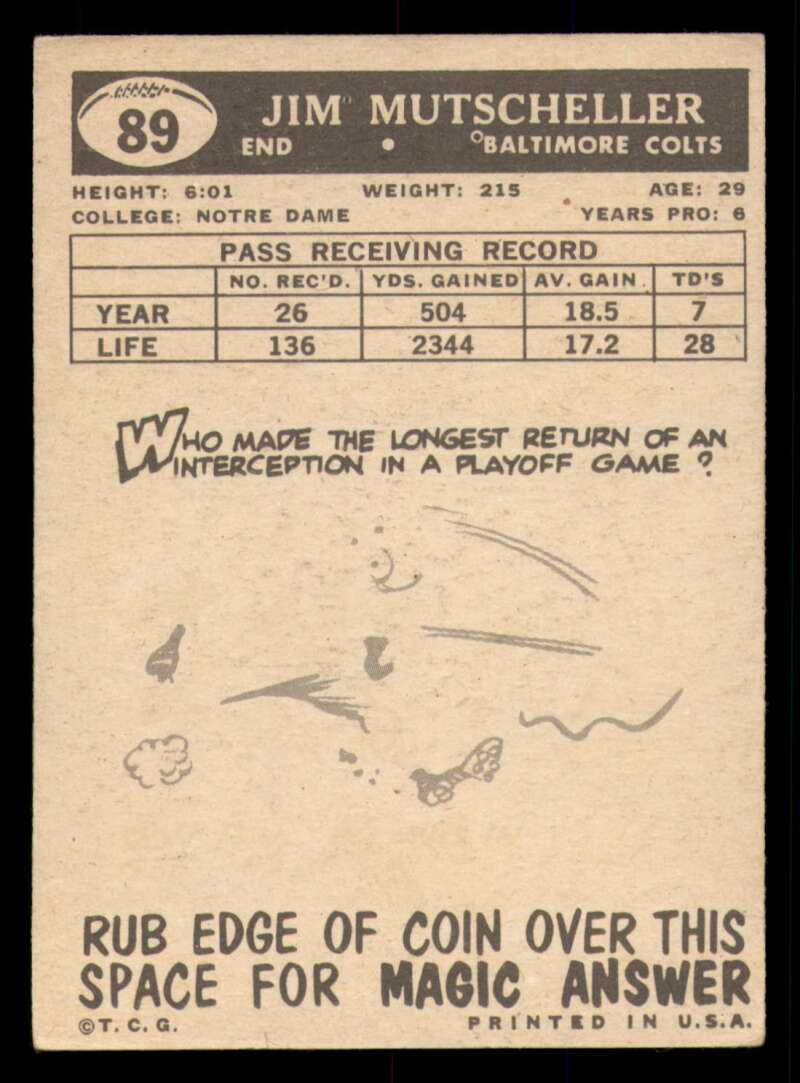 89
JIM MUTSCHELLER
END • BALTIMORE COLTS
HEIGHT: 6:01 WEIGHT: 215 AGE: 29
COLLEGE: NOTRE DAME YEARS PRO: 6
PASS RECEIVING RECORD
NO. REC'D. YDS. GAINED AV. GAIN TD'S
YEAR 26 504 18.5 7
LIFE 136 2344 17.2 28
WHO MADE THE LONGEST RETURN OF AN
INTERCEPTION IN A PLAYOFF GAME?
RUB EDGE OF COIN OVER THIS
SPACE FOR MAGIC ANSWER
©T. C. G. PRINTED IN U.S.A.